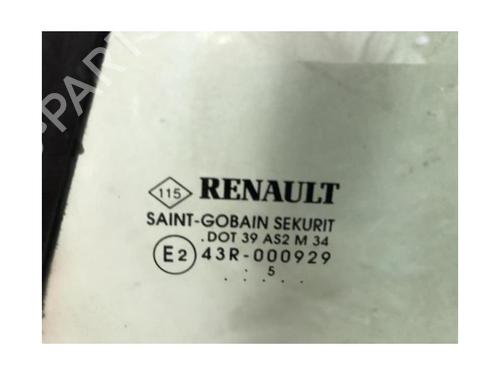 115 RENAULT
SAINT-GOBAIN SEKURIT
.DOT 39 AS2 M 34
E2 43R-000929
. 5
. . . . .